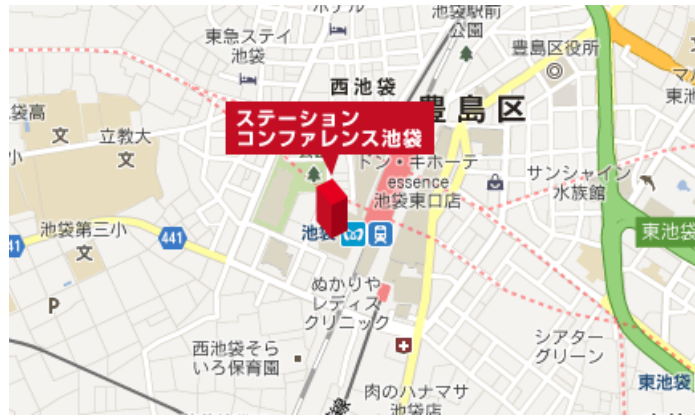 ホテル
池袋駅前
公園
東急ステイ
池袋
豊島区役所
西池袋
豊島区
ステーション
コンファレンス池袋
袋高
文
立教大
文
小
ドン・キホーテ
essence
池袋東口店
サンシャイン
水族館
池袋
池袋第三小
文
441
41
東池袋
P
ぬかりや
レディス
クリニック
シアター
グリーン
西池袋そら
いろ保育園
東池袋
肉のハナマサ
池袋店
線